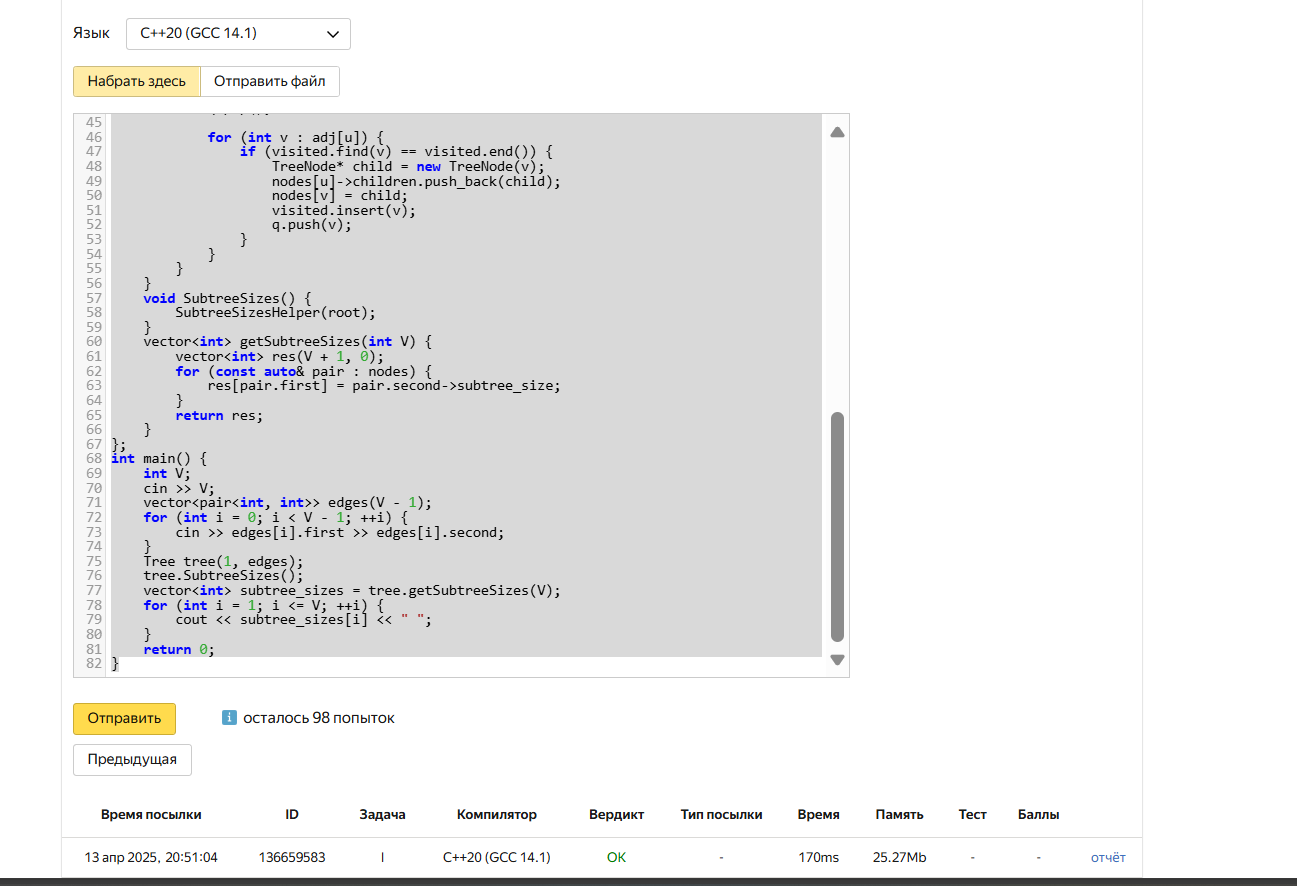 Язык C++20 (GCC 14.1)
Набрать здесь Отправить файл
45
46 for (int v : adj[u]) {
47 if (visited.find(v) == visited.end()) {
48 TreeNode* child = new TreeNode(v);
49 nodes[u]->children.push_back(child);
50 nodes[v] = child;
51 visited.insert(v);
52 q.push(v);
53 }
54 }
55 }
56 }
57 void SubtreeSizes() {
58 SubtreeSizesHelper(root);
59 }
60 vector<int> getSubtreeSizes(int V) {
61 vector<int> res(V + 1, 0);
62 for (const auto& pair : nodes) {
63 res[pair.first] = pair.second->subtree_size;
64 }
65 return res;
66 }
67 };
68 int main() {
69 int V;
70 cin >> V;
71 vector<pair<int, int>> edges(V - 1);
72 for (int i = 0; i < V - 1; ++i) {
73 cin >> edges[i].first >> edges[i].second;
74 }
75 Tree tree(1, edges);
76 tree.SubtreeSizes();
77 vector<int> subtree_sizes = tree.getSubtreeSizes(V);
78 for (int i = 1; i <= V; ++i) {
79 cout << subtree_sizes[i] << " ";
80 }
81 return 0;
82 }
Отправить i осталось 98 попыток
Предыдущая
Время посылки ID Задача Компилятор Вердикт Тип посылки Время Память Тест Баллы
13 апр 2025, 20:51:04 136659583 I C++20 (GCC 14.1) OK - 170ms 25.27Mb - - отчёт